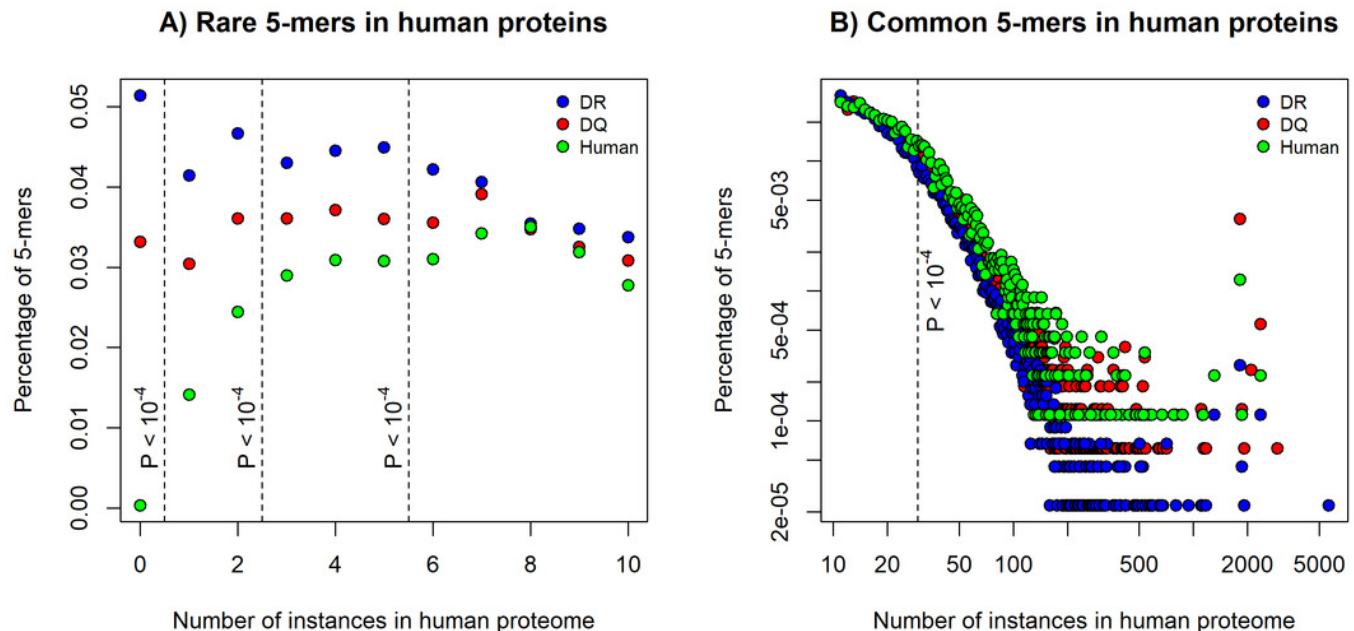 A) Rare 5-mers in human proteins
Percentage of 5-mers
0.05
0.04
0.03
0.02
0.01
0.00
DR
DQ
Human
P < 10-4
P < 10-4
P < 10-4
0 2 4 6 8 10
Number of instances in human proteome
B) Common 5-mers in human proteins
Percentage of 5-mers
5e-03
5e-04
1e-04
2e-05
DR
DQ
Human
P < 10-4
10 20 50 100 500 2000 5000
Number of instances in human proteome